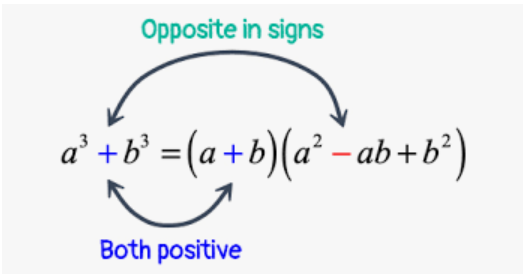 Opposite in signs
a³ + b³ = (a + b)(a² − ab + b²)
Both positive